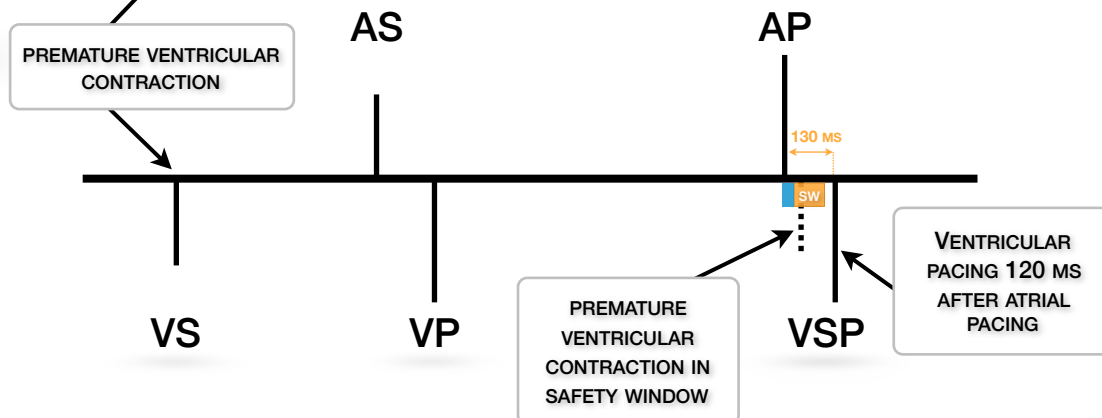 AS
AP
PREMATURE VENTRICULAR
CONTRACTION
130 MS
SW
VENTRICULAR
PACING 120 MS
AFTER ATRIAL
PACING
PREMATURE
VENTRICULAR
CONTRACTION IN
SAFETY WINDOW
VS
VP
VSP